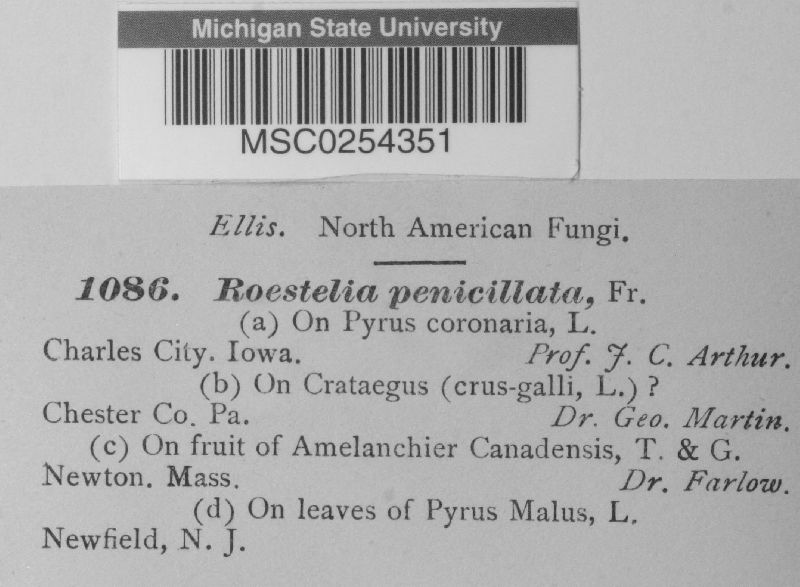 Michigan State University
MSC0254351
Ellis. North American Fungi.
1086. Roestelia penicillata, Fr.
(a) On Pyrus coronaria, L.
Charles City. Iowa. Prof. J. C. Arthur.
(b) On Crataegus (crus-galli, L.) ?
Chester Co. Pa. Dr. Geo. Martin.
(c) On fruit of Amelanchier Canadensis, T. & G.
Newton. Mass. Dr. Farlow.
(d) On leaves of Pyrus Malus, L.
Newfield, N. J.